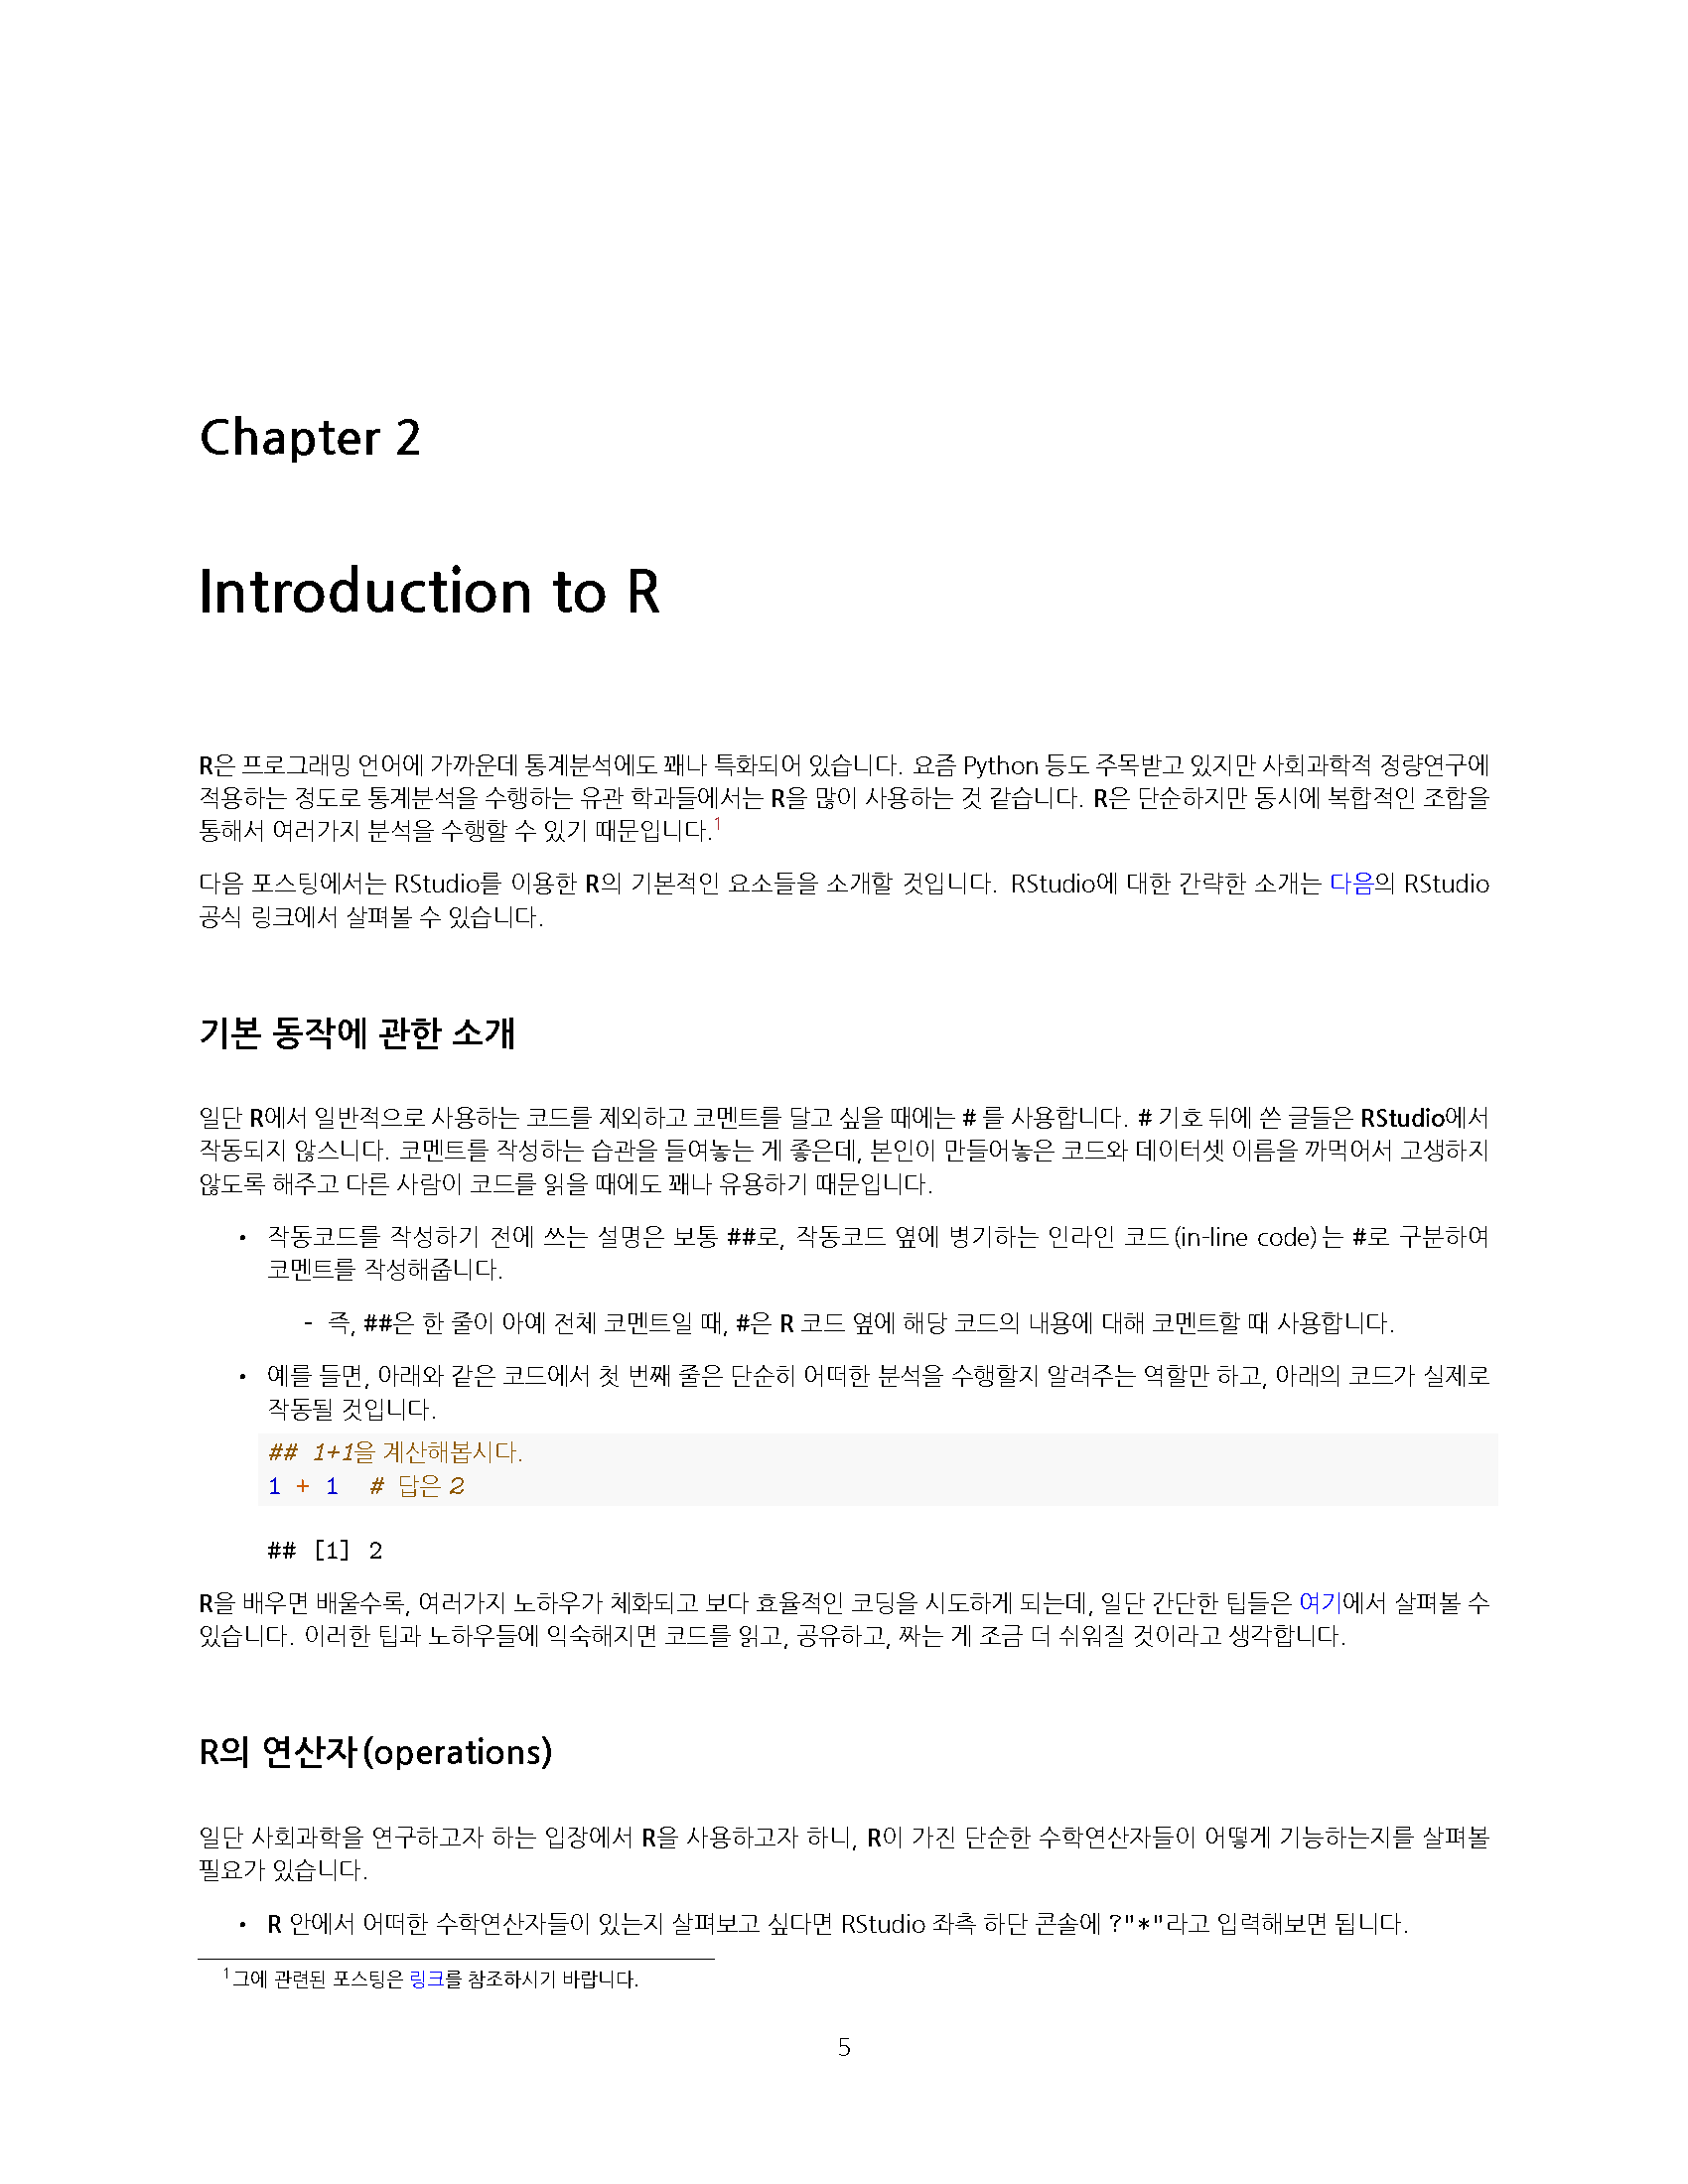 Chapter 2
Introduction to R
R은 프로그래밍 언어에 가까운데 통계분석에도 꽤나 특화되어 있습니다. 요즘 Python 등도 주목받고 있지만 사회과학적 정량연구에
적용하는 정도로 통계분석을 수행하는 유관 학과들에서는 R을 많이 사용하는 것 같습니다. R은 단순하지만 동시에 복합적인 조합을
통해서 여러가지 분석을 수행할 수 있기 때문입니다.1
다음 포스팅에서는 RStudio를 이용한 R의 기본적인 요소들을 소개할 것입니다. RStudio에 대한 간략한 소개는 다음의 RStudio
공식 링크에서 살펴볼 수 있습니다.
기본 동작에 관한 소개
일단 R에서 일반적으로 사용하는 코드를 제외하고 코멘트를 달고 싶을 때에는 # 를 사용합니다. # 기호 뒤에 쓴 글들은 RStudio에서
작동되지 않스니다. 코멘트를 작성하는 습관을 들여놓는 게 좋은데, 본인이 만들어놓은 코드와 데이터셋 이름을 까먹어서 고생하지
않도록 해주고 다른 사람이 코드를 읽을 때에도 꽤나 유용하기 때문입니다.
• 작동코드를 작성하기 전에 쓰는 설명은 보통 ##로, 작동코드 옆에 병기하는 인라인 코드(in-line code)는 #로 구분하여
코멘트를 작성해줍니다.
- 즉, ##은 한 줄이 아예 전체 코멘트일 때, #은 R 코드 옆에 해당 코드의 내용에 대해 코멘트할 때 사용합니다.
• 예를 들면, 아래와 같은 코드에서 첫 번째 줄은 단순히 어떠한 분석을 수행할지 알려주는 역할만 하고, 아래의 코드가 실제로
작동될 것입니다.
## 1+1을 계산해봅시다.
1 + 1  # 답은 2
## [1] 2
R을 배우면 배울수록, 여러가지 노하우가 체화되고 보다 효율적인 코딩을 시도하게 되는데, 일단 간단한 팁들은 여기에서 살펴볼 수
있습니다. 이러한 팁과 노하우들에 익숙해지면 코드를 읽고, 공유하고, 짜는 게 조금 더 쉬워질 것이라고 생각합니다.
R의 연산자(operations)
일단 사회과학을 연구하고자 하는 입장에서 R을 사용하고자 하니, R이 가진 단순한 수학연산자들이 어떻게 기능하는지를 살펴볼
필요가 있습니다.
• R 안에서 어떠한 수학연산자들이 있는지 살펴보고 싶다면 RStudio 좌측 하단 콘솔에 ?"*"라고 입력해보면 됩니다.
1그에 관련된 포스팅은 링크를 참조하시기 바랍니다.
5